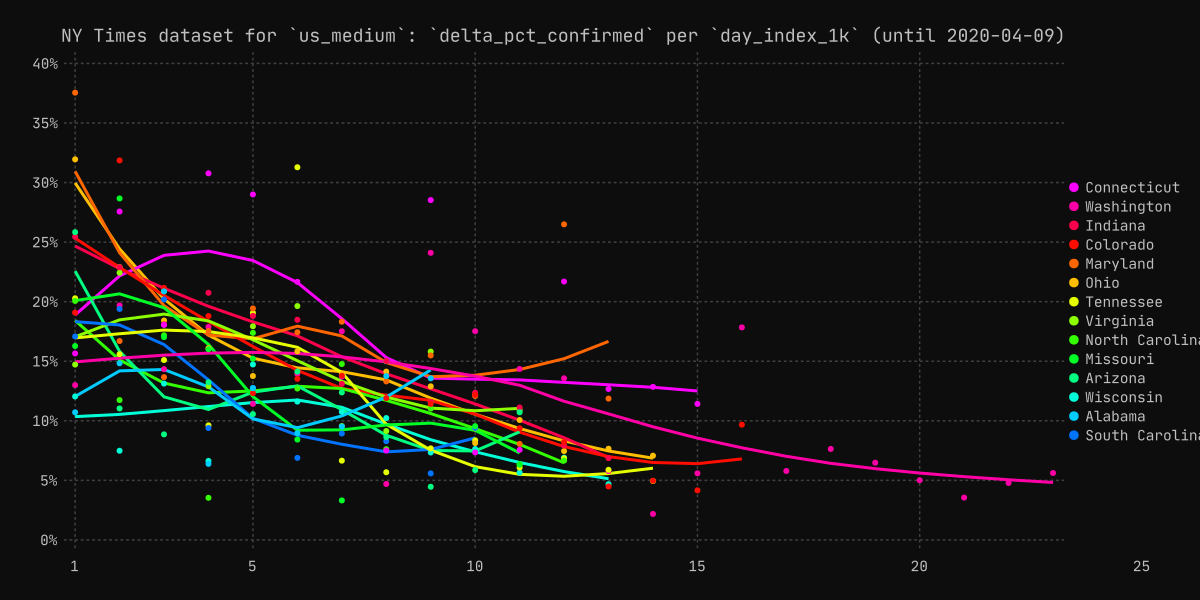 NY Times dataset for `us_medium`: `delta_pct_confirmed` per `day_index_1k` (until 2020-04-09)
40%
35%
30%
25%
20%
15%
10%
5%
0%
1 5 10 15 20 25
Connecticut
Washington
Indiana
Colorado
Maryland
Ohio
Tennessee
Virginia
North Carolina
Missouri
Arizona
Wisconsin
Alabama
South Carolina